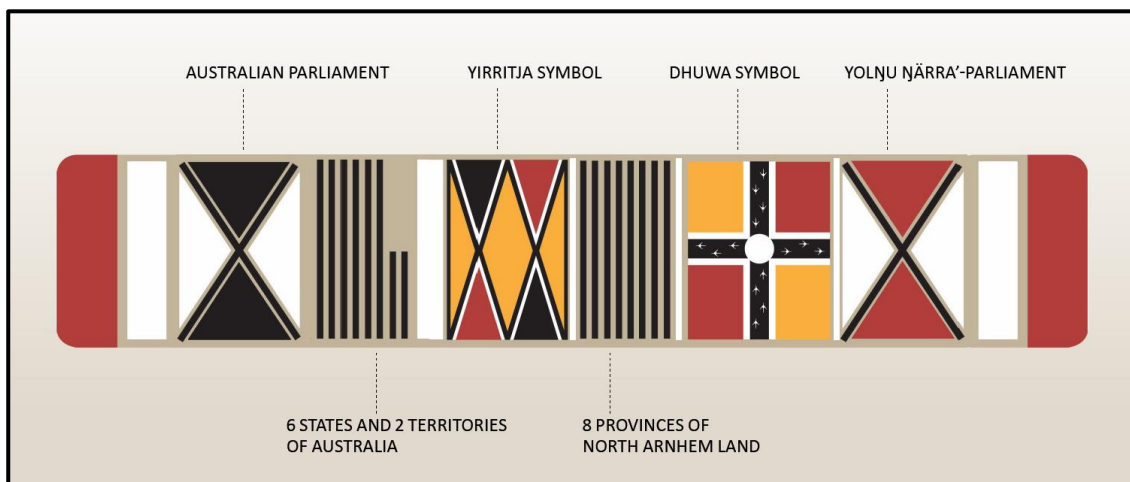 AUSTRALIAN PARLIAMENT
YIRRITJA SYMBOL
DHUWA SYMBOL
YOLŊU ŊÄRRA’-PARLIAMENT
6 STATES AND 2 TERRITORIES
OF AUSTRALIA
8 PROVINCES OF
NORTH ARNHEM LAND